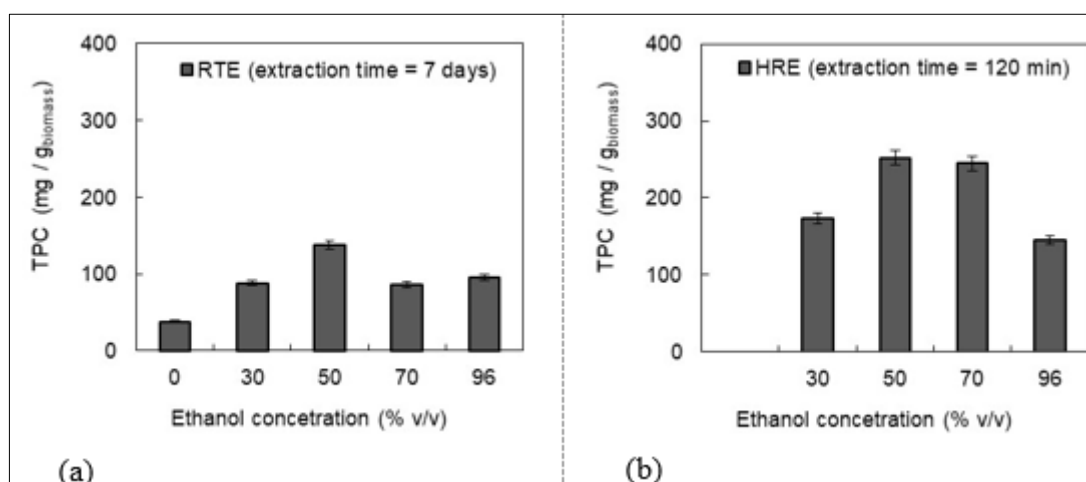 400
300
200
100
0
TPC (mg / gbiomass)
RTE (extraction time = 7 days)
0 30 50 70 96
Ethanol concetration (% v/v)
(a)
400
300
200
100
0
TPC (mg / gbiomass)
HRE (extraction time = 120 min)
30 50 70 96
Ethanol concetration (% v/v)
(b)